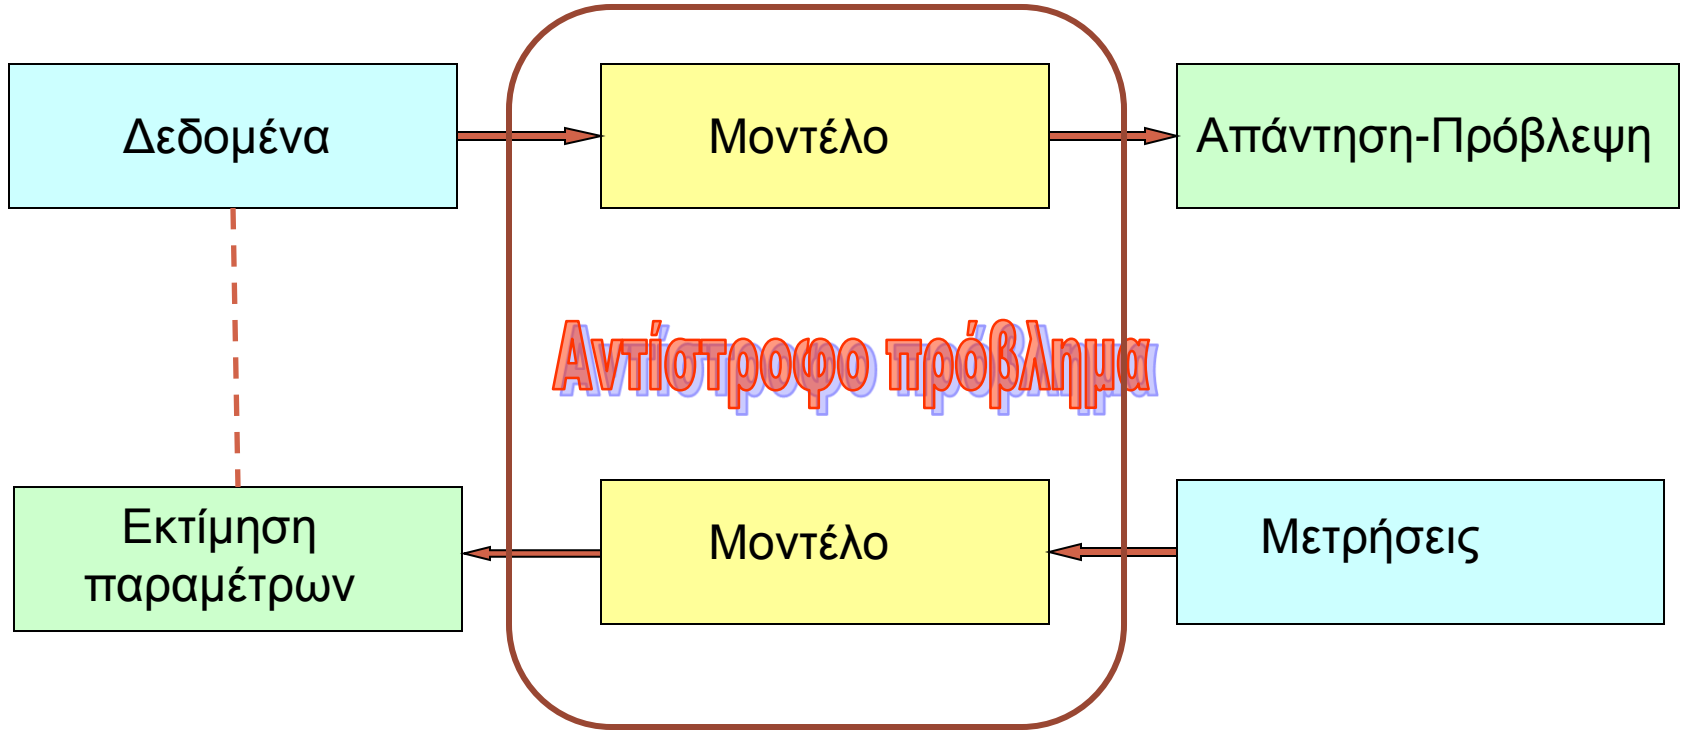 Δεδομένα
Μοντέλο
Απάντηση-Πρόβλεψη
Αντίστροφο πρόβλημα
Εκτίμηση
παραμέτρων
Μοντέλο
Μετρήσεις